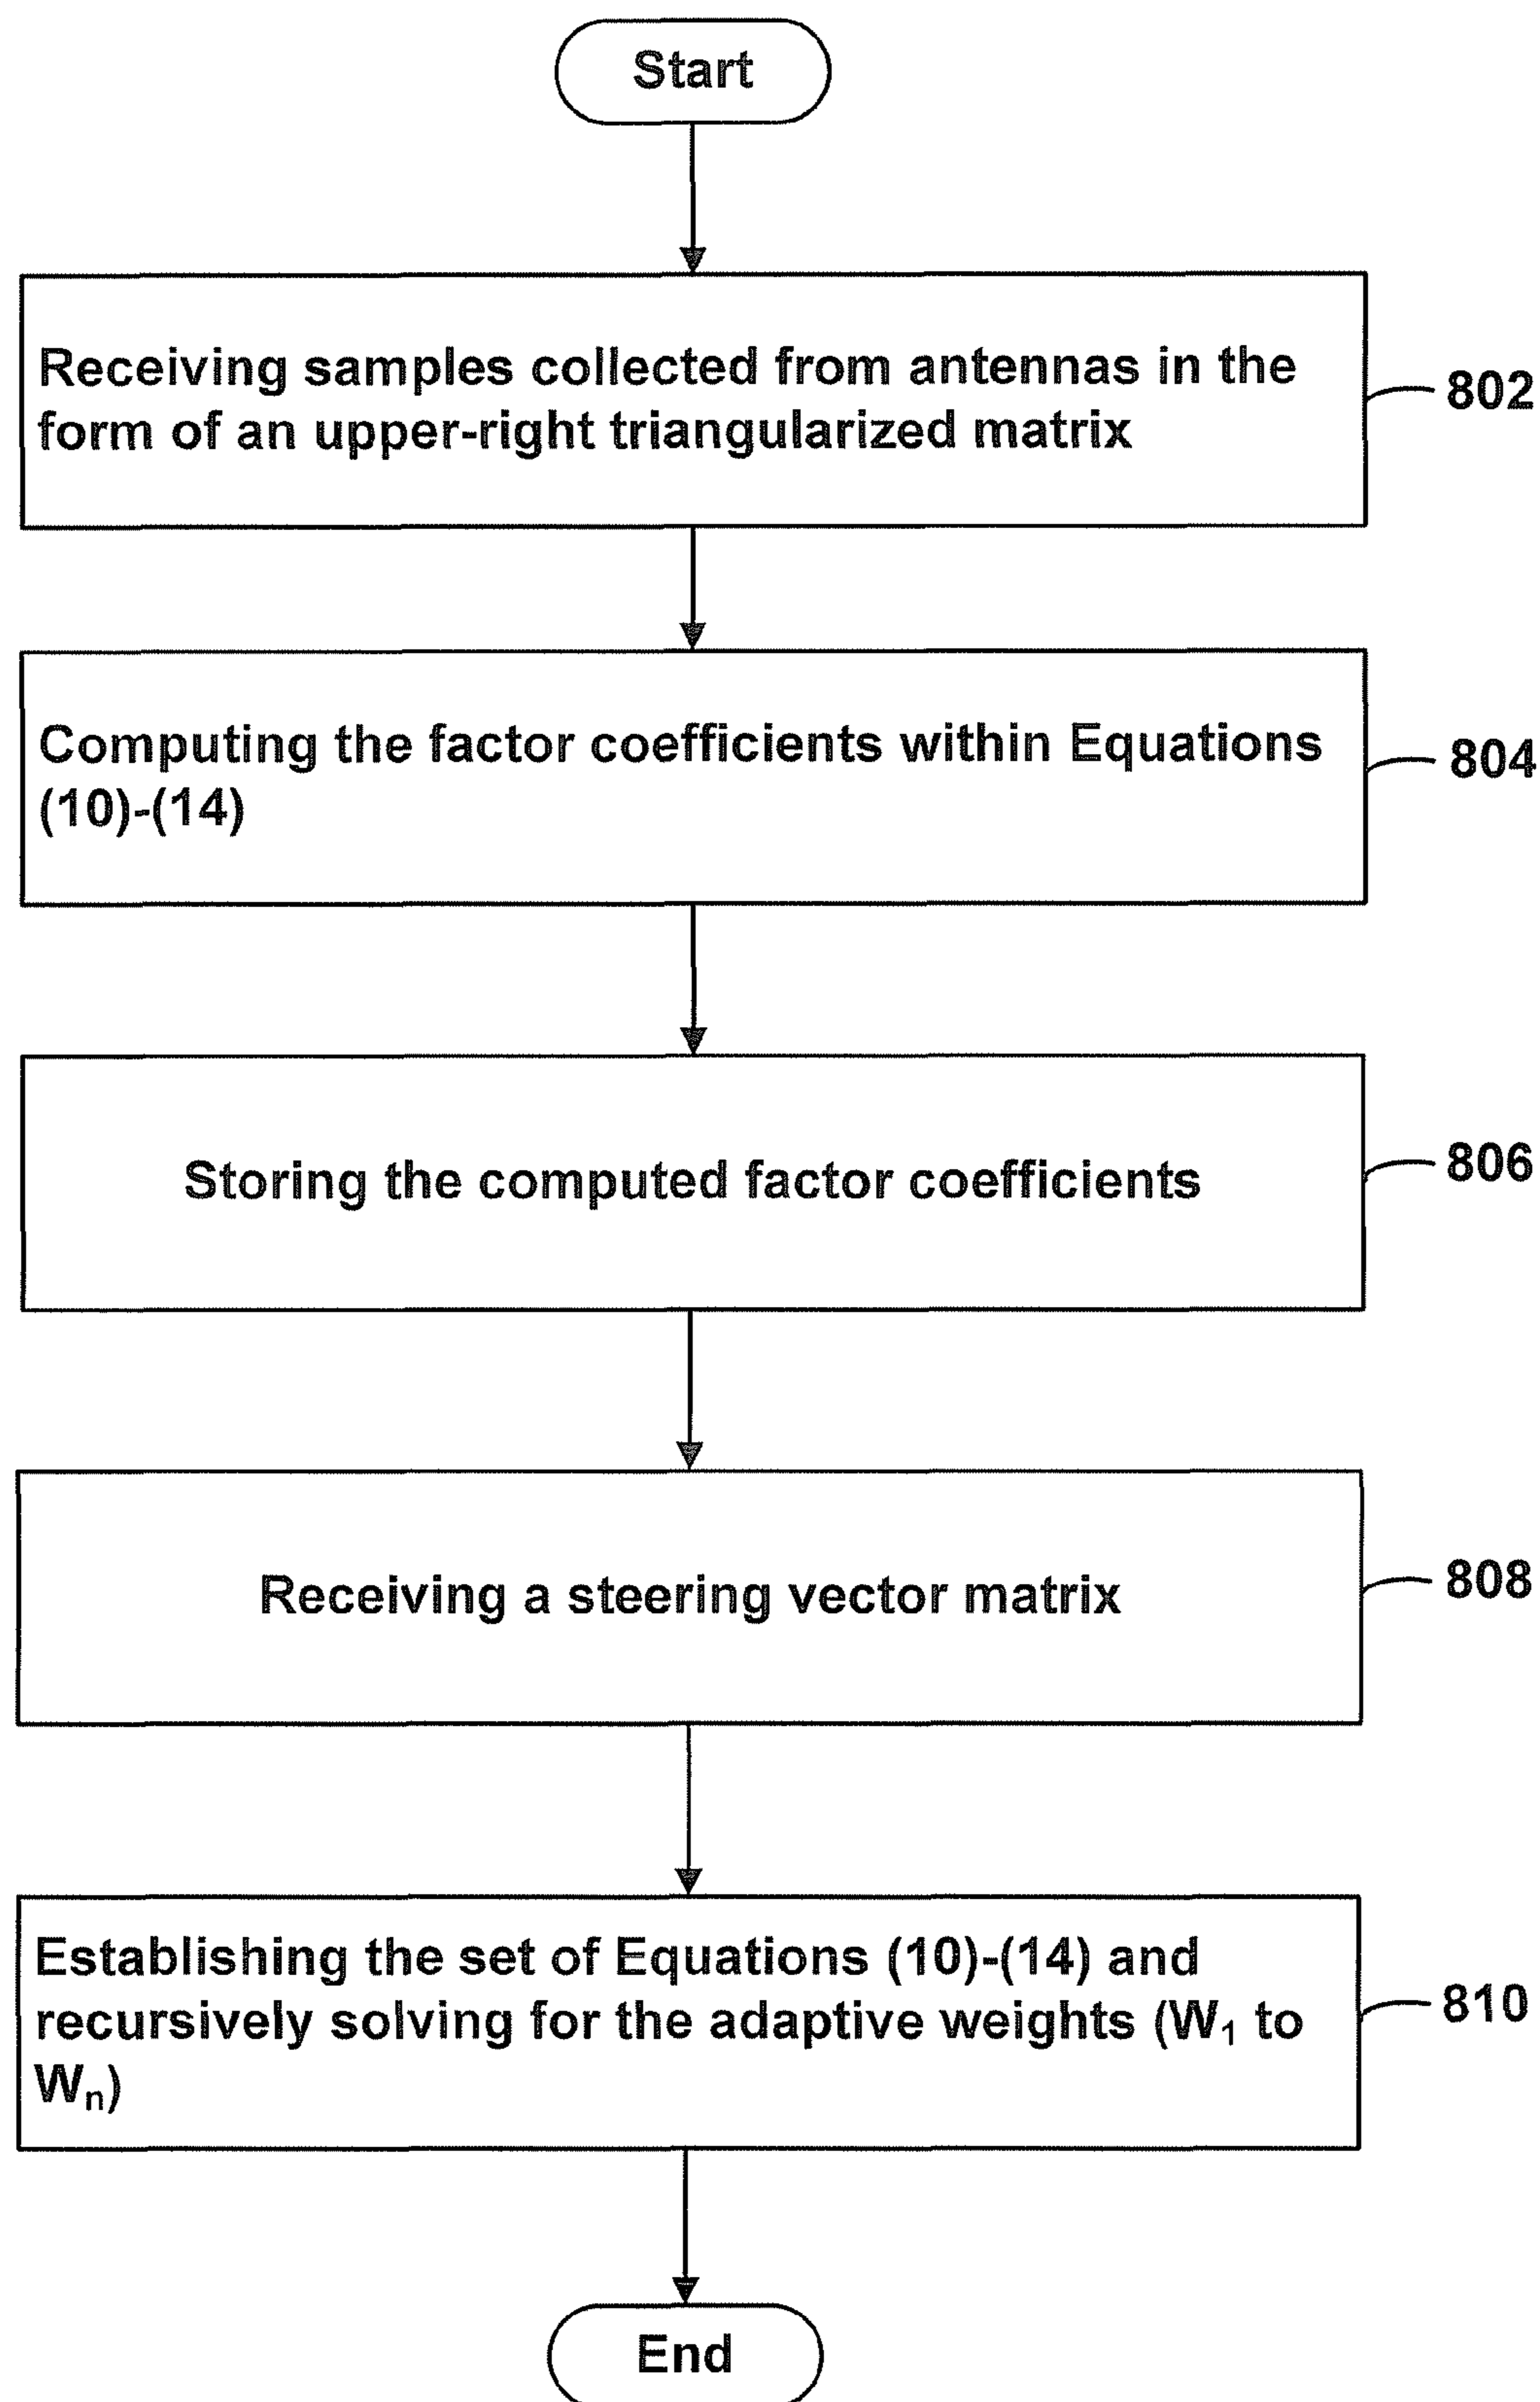 Start
Receiving samples collected from antennas in the
form of an upper-right triangularized matrix
802
Computing the factor coefficients within Equations
(10)-(14)
804
Storing the computed factor coefficients
806
Receiving a steering vector matrix
808
Establishing the set of Equations (10)-(14) and
recursively solving for the adaptive weights (W₁ to
Wₙ)
810
End